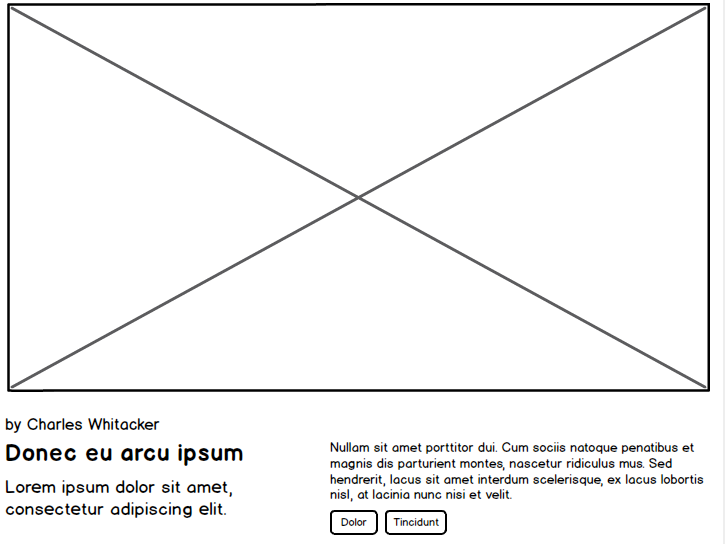 by Charles Whitacker
Donec eu arcu ipsum
Lorem ipsum dolor sit amet,
consectetur adipiscing elit.
Nullam sit amet porttitor dui. Cum sociis natoque penatibus et
magnis dis parturient montes, nascetur ridiculus mus. Sed
hendrerit, lacus sit amet interdum scelerisque, ex lacus lobortis
nisl, at lacinia nunc nisi et velit.
Dolor
Tincidunt